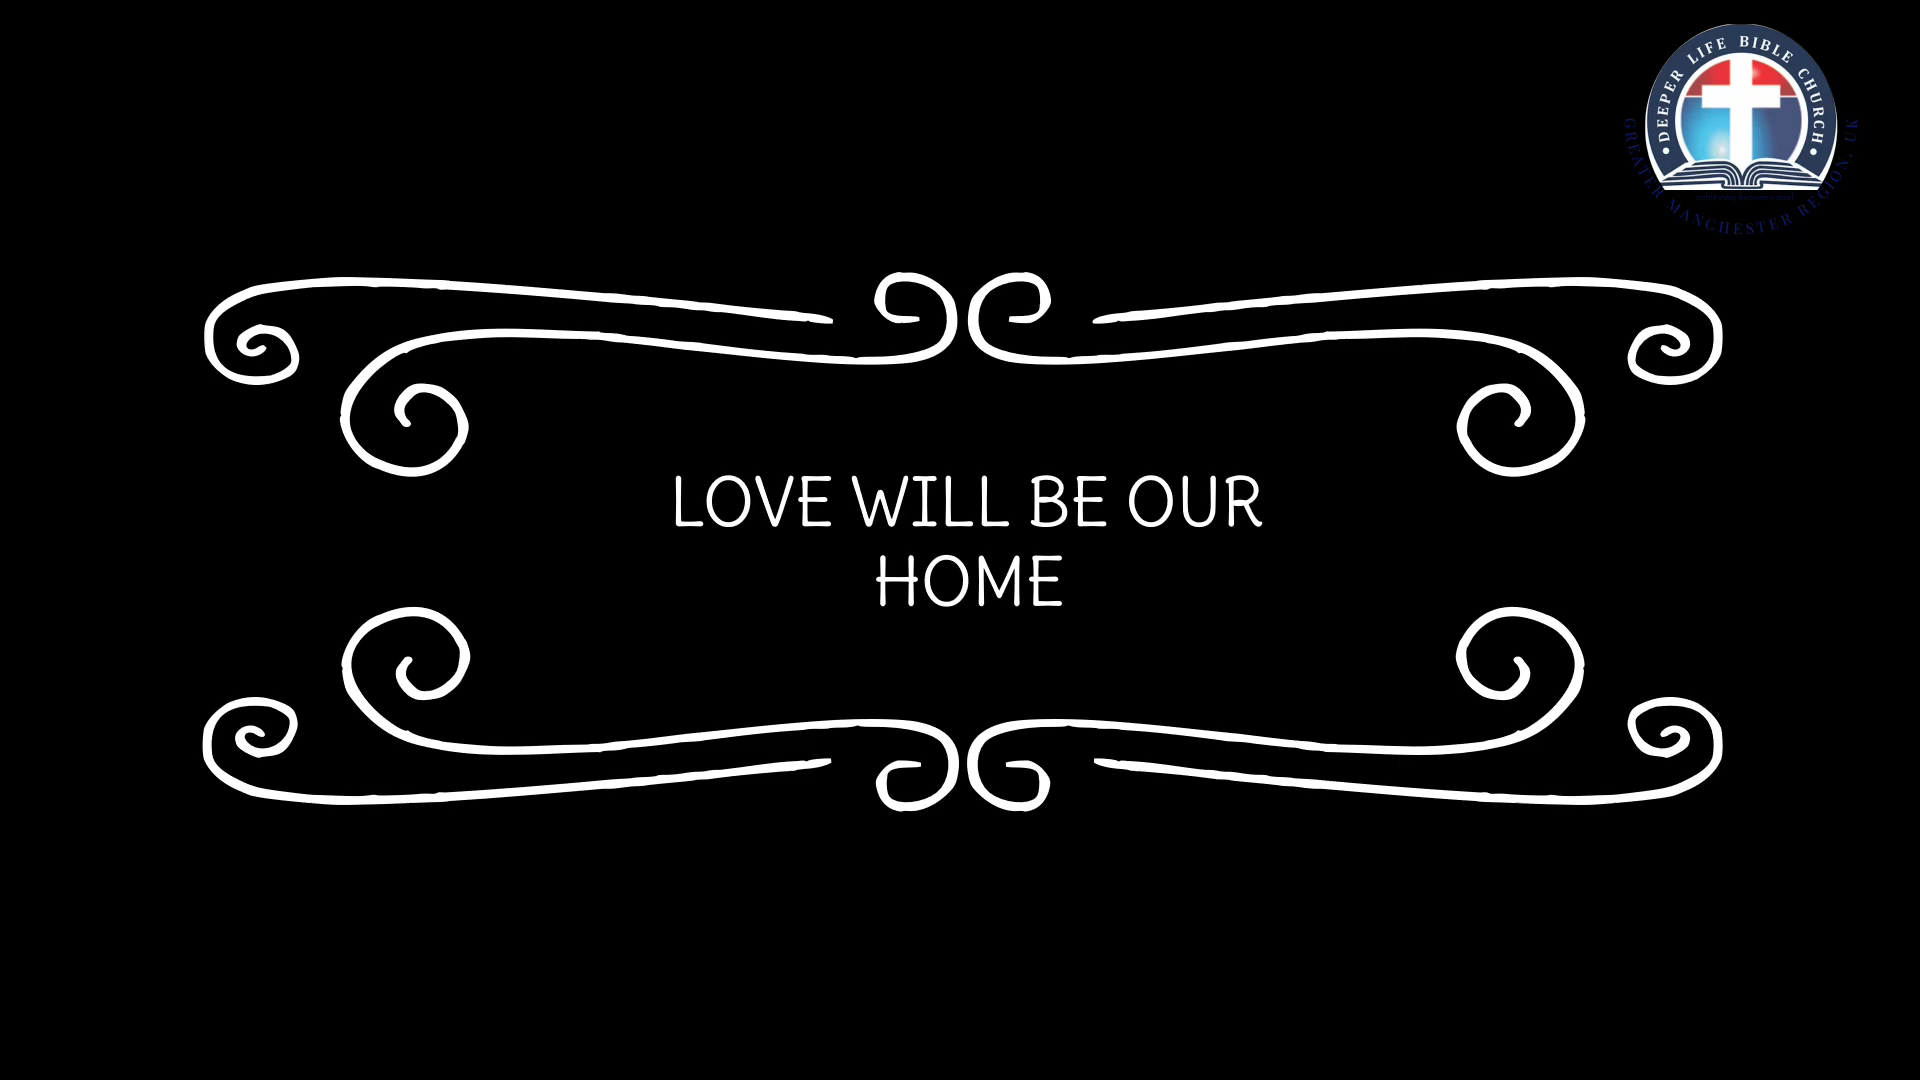 DEEPER LIFE BIBLE CHURCH
GREATER MANCHESTER REGION, UK
LOVE WILL BE OUR
HOME